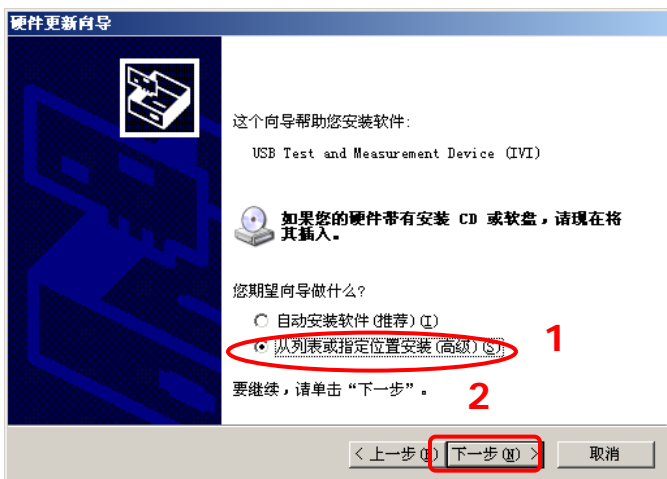 硬件更新向导
这个向导帮助您安装软件:
USB Test and Measurement Device (IVI)
如果您的硬件带有安装 CD 或软盘，请现在将
其插入。
您期望向导做什么?
自动安装软件(推荐)(I)
从列表或指定位置安装(高级)(S)
1
要继续，请单击“下一步”。
2
<上一步(B) 下一步(N) > 取消